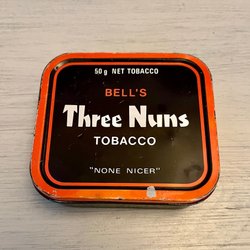 50g NET TOBACCO
BELL'S
Three Nuns
TOBACCO
"NONE NICER"